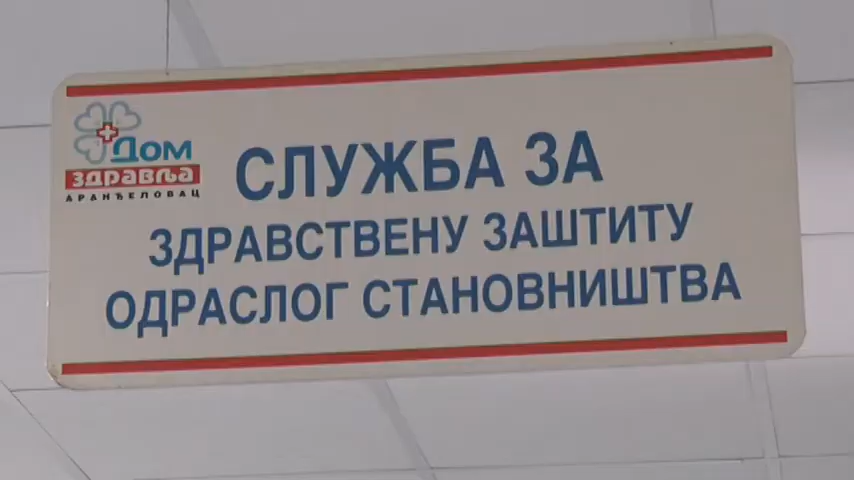 Дом
здравља
АРАНЂЕЛОВАЦ
СЛУЖБА ЗА
ЗДРАВСТВЕНУ ЗАШТИТУ
ОДРАСЛОГ СТАНОВНИШТВА